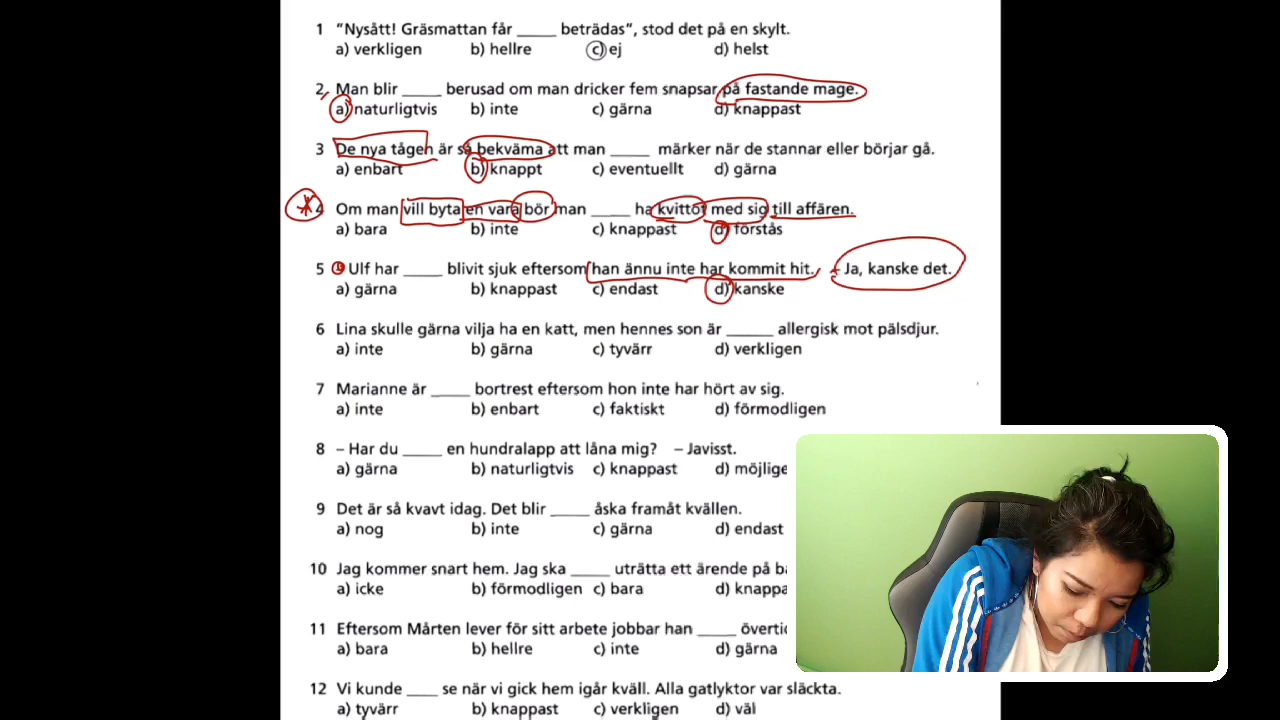 1 “Nysått! Gräsmattan får _____ beträdas”, stod det på en skylt.
a) verkligen b) hellre c) ej d) helst
2 Man blir _____ berusad om man dricker fem snapsar på fastande mage.
a) naturligtvis b) inte c) gärna d) knappast
3 De nya tågen är så bekväma att man _____ märker när de stannar eller börjar gå.
a) enbart b) knappt c) eventuellt d) gärna
4 Om man vill byta en vara bör man _____ ha kvittot med sig till affären.
a) bara b) inte c) knappast d) förstås
5 – Ulf har _____ blivit sjuk eftersom han ännu inte har kommit hit. – Ja, kanske det.
a) gärna b) knappast c) endast d) kanske
6 Lina skulle gärna vilja ha en katt, men hennes son är _____ allergisk mot pälsdjur.
a) inte b) gärna c) tyvärr d) verkligen
7 Marianne är _____ bortrest eftersom hon inte har hört av sig.
a) inte b) enbart c) faktiskt d) förmodligen
8 – Har du _____ en hundralapp att låna mig? – Javisst.
a) gärna b) naturligtvis c) knappast d) möjlige
9 Det är så kvavt idag. Det blir _____ åska framåt kvällen.
a) nog b) inte c) gärna d) endast
10 Jag kommer snart hem. Jag ska _____ uträtta ett ärende på ba
a) icke b) förmodligen c) bara d) knappa
11 Eftersom Mårten lever för sitt arbete jobbar han _____ överti
a) bara b) hellre c) inte d) gärna
12 Vi kunde _____ se när vi gick hem igår kväll. Alla gatlyktor var släckta.
a) tyvärr b) knappast c) verkligen d) väl